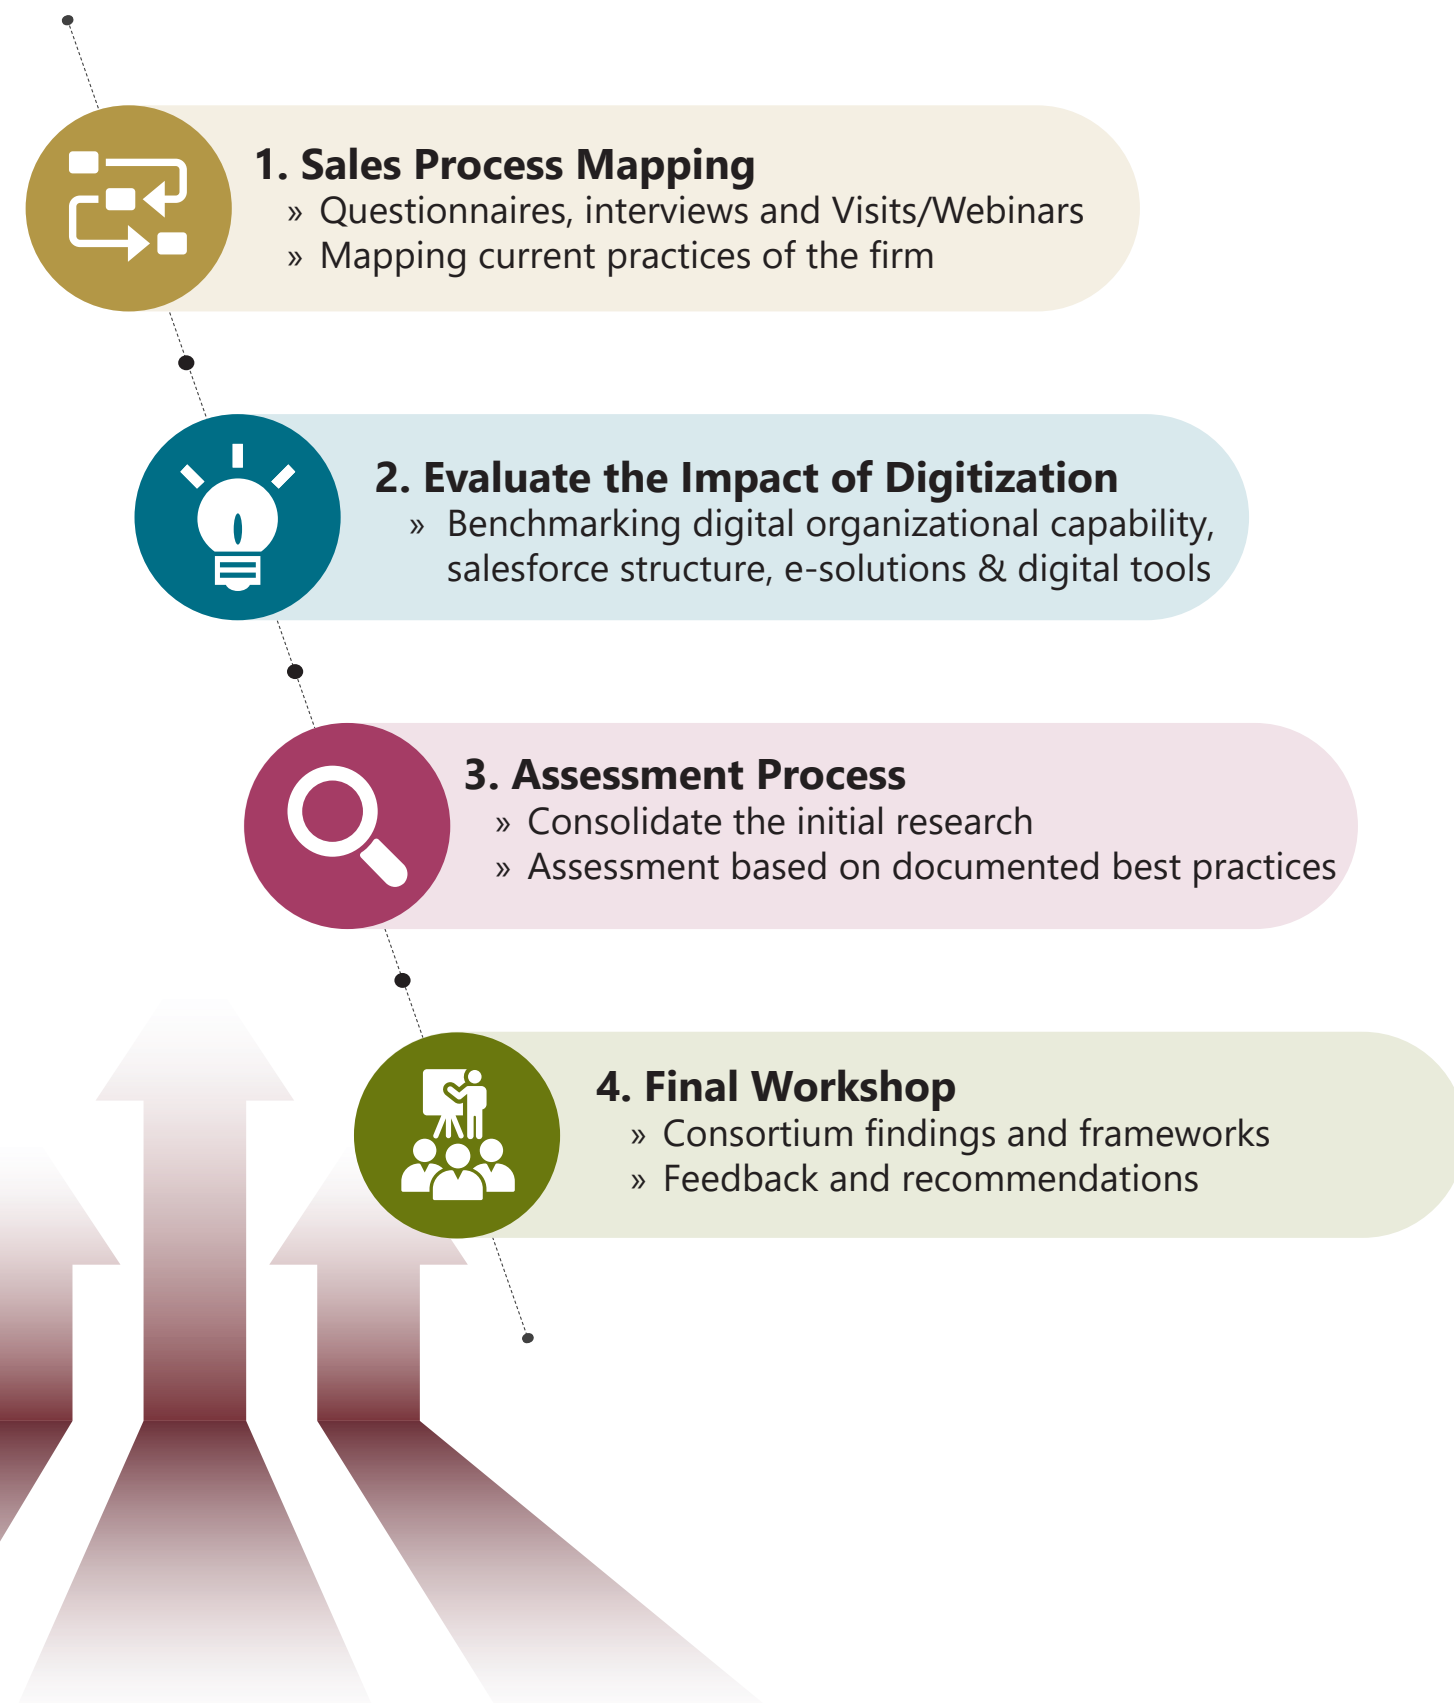 1. Sales Process Mapping
» Questionnaires, interviews and Visits/Webinars
» Mapping current practices of the firm
2. Evaluate the Impact of Digitization
» Benchmarking digital organizational capability,
salesforce structure, e-solutions & digital tools
3. Assessment Process
» Consolidate the initial research
» Assessment based on documented best practices
4. Final Workshop
» Consortium findings and frameworks
» Feedback and recommendations